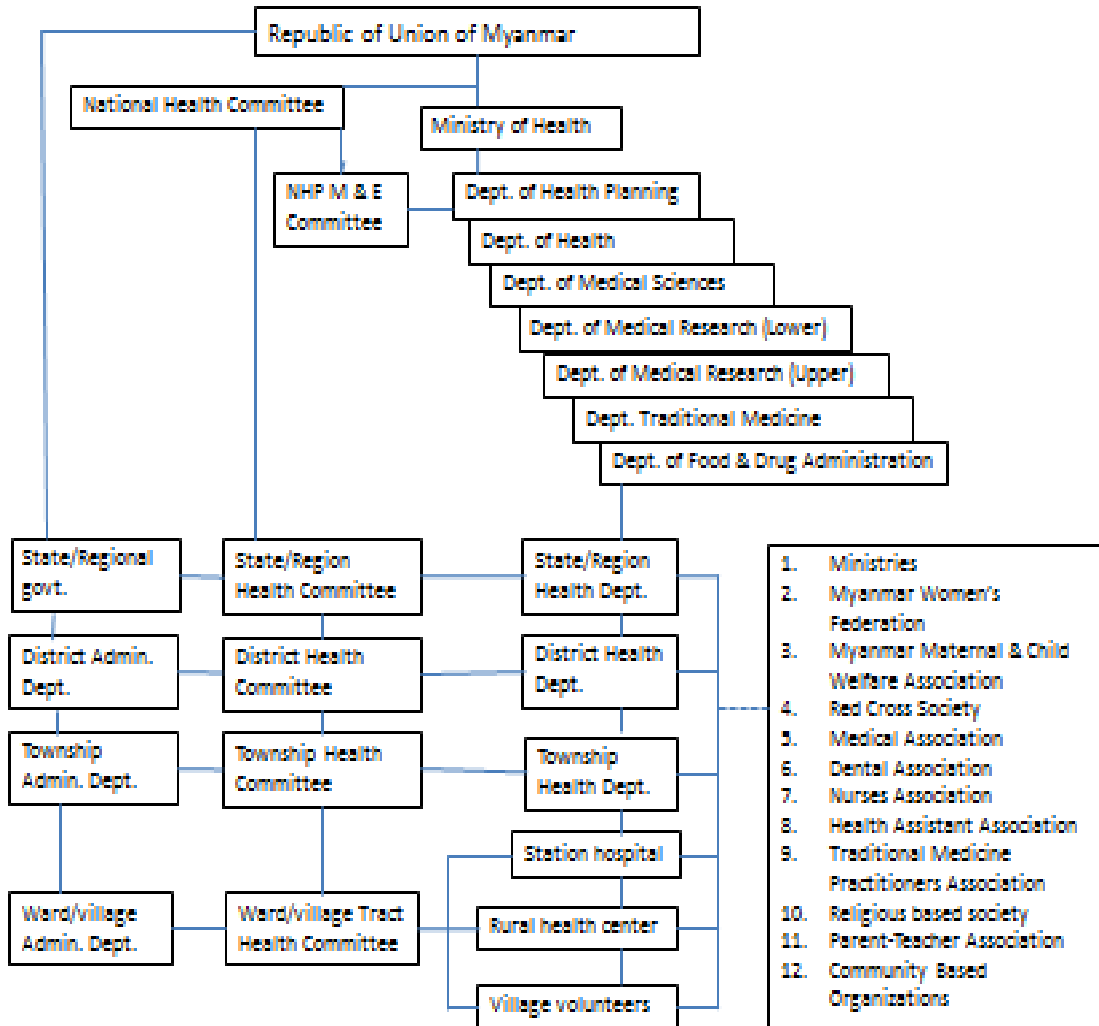 Republic of Union of Myanmar
National Health Committee
Ministry of Health
NHP M & E
Committee
Dept. of Health Planning
Dept. of Health
Dept. of Medical Sciences
Dept. of Medical Research (Lower)
Dept. of Medical Research (Upper)
Dept. Traditional Medicine
Dept. of Food & Drug Administration
State/Regional
govt.
State/Region
Health Committee
State/Region
Health Dept.
District Admin.
Dept.
District Health
Committee
District Health
Dept.
Township
Admin. Dept.
Township Health
Committee
Township
Health Dept.
Station hospital
Ward/village
Admin. Dept.
Ward/village Tract
Health Committee
Rural health center
Village volunteers
1. Ministries
2. Myanmar Women's
Federation
3. Myanmar Maternal & Child
Welfare Association
4. Red Cross Society
5. Medical Association
6. Dental Association
7. Nurses Association
8. Health Assistant Association
9. Traditional Medicine
Practitioners Association
10. Religious based society
11. Parent-Teacher Association
12. Community Based
Organizations